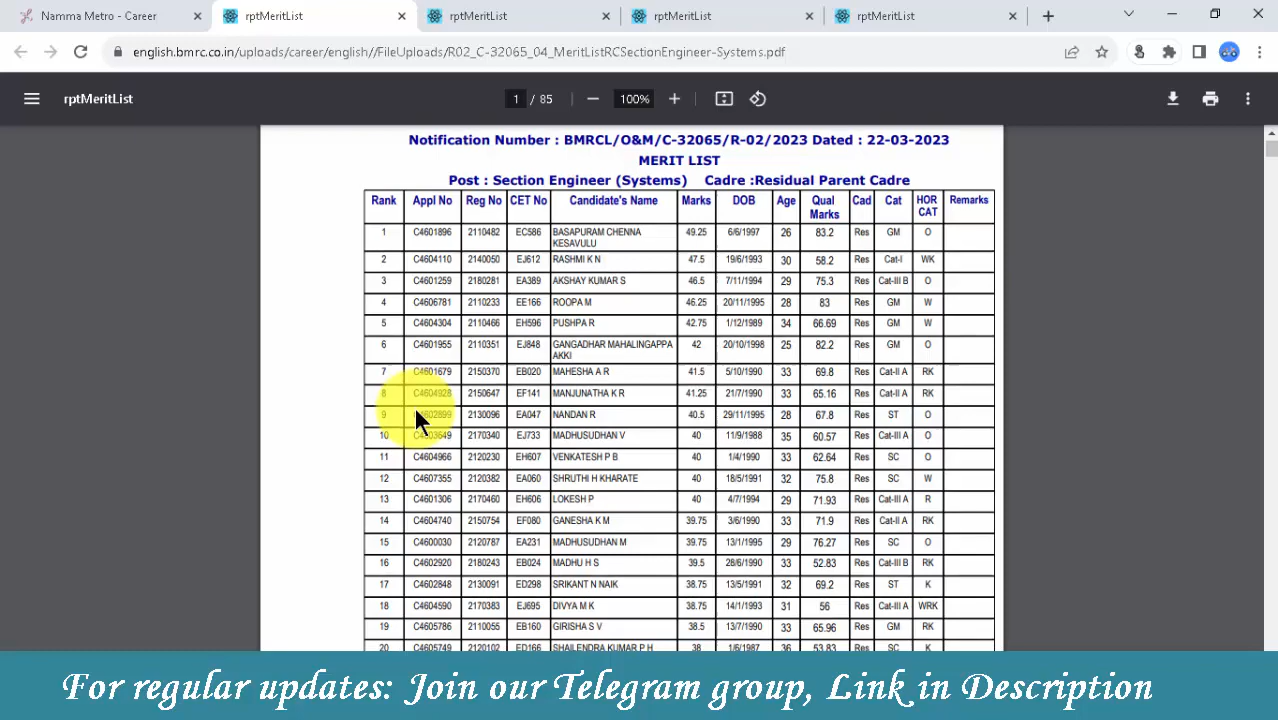 Namma Metro - Career
rptMeritList
rptMeritList
rptMeritList
rptMeritList
english.bmrc.co.in/uploads/career/english//FileUploads/R02_C-32065_04_MeritListRCSectionEngineer-Systems.pdf
rptMeritList
1 / 85
100%
Notification Number : BMRCL/O&M/C-32065/R-02/2023 Dated : 22-03-2023
MERIT LIST
Post : Section Engineer (Systems) Cadre :Residual Parent Cadre
Rank Appl No Reg No CET No Candidate's Name Marks DOB Age Qual Marks Cad Cat HOR CAT Remarks
1 C4601896 2110482 EC586 BASAPURAM CHENNA KESAVULU 49.25 6/6/1997 26 83.2 Res GM O
2 C4604110 2140050 EJ612 RASHMI K N 47.5 19/6/1993 30 58.2 Res Cat-I WK
3 C4601259 2180281 EA389 AKSHAY KUMAR S 46.5 7/11/1994 29 75.3 Res Cat-III B O
4 C4606781 2110233 EE166 ROOPA M 46.25 20/11/1995 28 83 Res GM W
5 C4604304 2110466 EH596 PUSHPA R 42.75 1/12/1989 34 66.69 Res GM W
6 C4601955 2110351 EJ848 GANGADHAR MAHALINGAPPA AKKI 42 20/10/1998 25 82.2 Res GM O
7 C4601679 2150370 EB020 MAHESHA A R 41.5 5/10/1990 33 69.8 Res Cat-II A RK
8 C4604928 2150647 EF141 MANJUNATHA K R 41.25 21/7/1990 33 65.16 Res Cat-II A RK
9 C4602899 2130096 EA047 NANDAN R 40.5 29/11/1995 28 67.8 Res ST O
10 2170340 EJ733 MADHUSUDHAN V 40 11/9/1988 35 60.57 Res Cat-III A O
11 C4604966 2120230 EH607 VENKATESH P B 40 1/4/1990 33 62.64 Res SC O
12 C4607355 2120382 EA060 SHRUTHI H KHARATE 40 18/5/1991 32 75.8 Res SC W
13 C4601306 2170460 EH606 LOKESH P 40 4/7/1994 29 71.93 Res Cat-III A R
14 C4604740 2150754 EF080 GANESHA K M 39.75 3/6/1990 33 71.9 Res Cat-II A RK
15 C4600030 2120787 EA231 MADHUSUDHAN M 39.75 13/1/1995 29 76.27 Res SC O
16 C4602920 2180243 EB024 MADHU H S 39.5 28/6/1990 33 52.83 Res Cat-III B RK
17 C4602848 2130091 ED298 SRIKANT N NAIK 38.75 13/5/1991 32 69.2 Res ST K
18 C4604590 2170383 EJ695 DIVYA M K 38.75 14/1/1993 31 56 Res Cat-III A WRK
19 C4605786 2110055 EB160 GIRISHA S V 38.5 13/7/1990 33 65.96 Res GM RK
20 C4605749 2120102 ED166 SHAILENDRA KUMAR P H 38 1/6/1987 36 53.83 Res SC K
For regular updates: Join our Telegram group, Link in Description